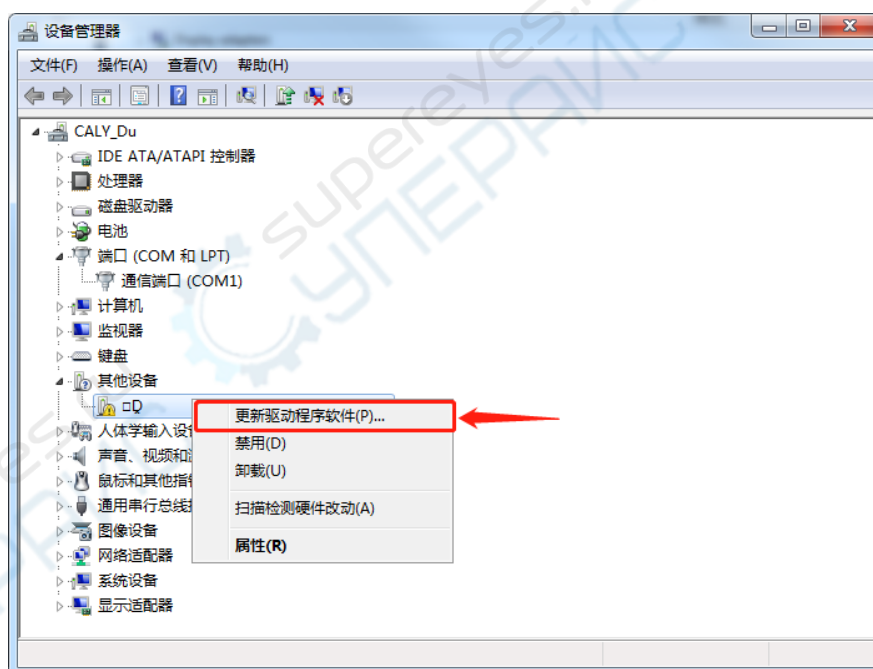 设备管理器
文件(F) 操作(A) 查看(V) 帮助(H)
CALY_Du
IDE ATA/ATAPI 控制器
处理器
磁盘驱动器
电池
端口 (COM 和 LPT)
通信端口 (COM1)
计算机
监视器
键盘
其他设备
□Q
更新驱动程序软件(P)...
人体学输入设
禁用(D)
声音、视频和
卸载(U)
鼠标和其他指
通用串行总线
扫描检测硬件改动(A)
图像设备
属性(R)
网络适配器
系统设备
显示适配器
supereyes.ru
СУПЕРАЙС